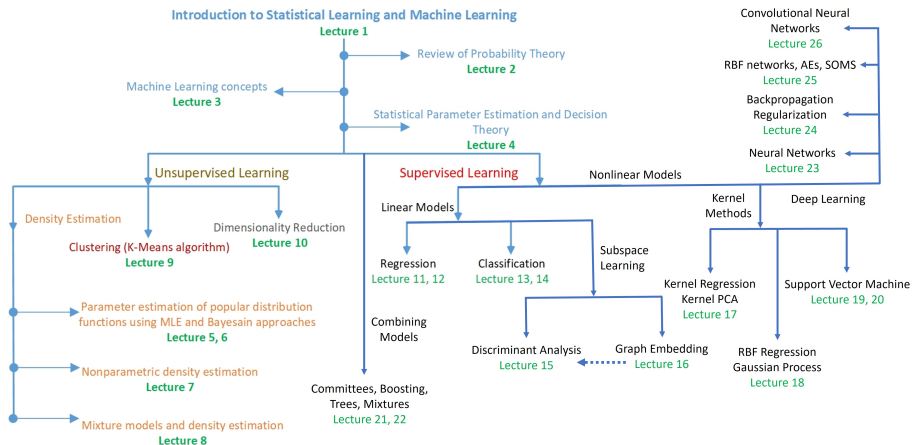 Introduction to Statistical Learning and Machine Learning
Lecture 1
Review of Probability Theory
Lecture 2
Machine Learning concepts
Lecture 3
Statistical Parameter Estimation and Decision
Theory
Lecture 4
Unsupervised Learning
Density Estimation
Clustering (K-Means algorithm)
Lecture 9
Dimensionality Reduction
Lecture 10
Parameter estimation of popular distribution
functions using MLE and Bayesain approaches
Lecture 5, 6
Nonparametric density estimation
Lecture 7
Mixture models and density estimation
Lecture 8
Combining
Models
Committees, Boosting,
Trees, Mixtures
Lecture 21, 22
Supervised Learning
Linear Models
Regression
Lecture 11, 12
Classification
Lecture 13, 14
Subspace
Learning
Discriminant Analysis
Lecture 15
Graph Embedding
Lecture 16
Nonlinear Models
Kernel
Methods
Kernel Regression
Kernel PCA
Lecture 17
RBF Regression
Gaussian Process
Lecture 18
Support Vector Machine
Lecture 19, 20
Deep Learning
Convolutional Neural
Networks
Lecture 26
RBF networks, AEs, SOMS
Lecture 25
Backpropagation
Regularization
Lecture 24
Neural Networks
Lecture 23